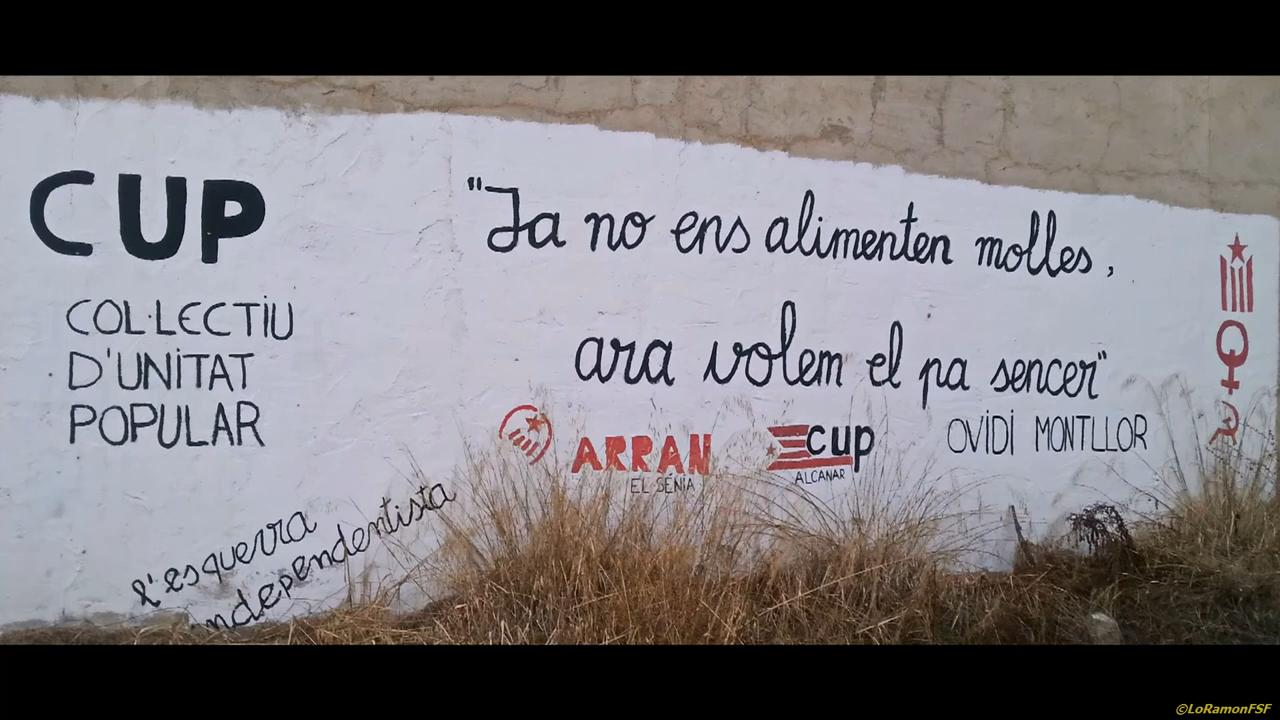 CUP
COL·LECTIU
D'UNITAT
POPULAR
l'esquerra
independentista
"Ja no ens alimenten molles,
ara volem el pa sencer"
OVIDI MONTLLOR
ARRAN
EL SÉNIA
CUP
ALCANAR
©LoRamonFSF